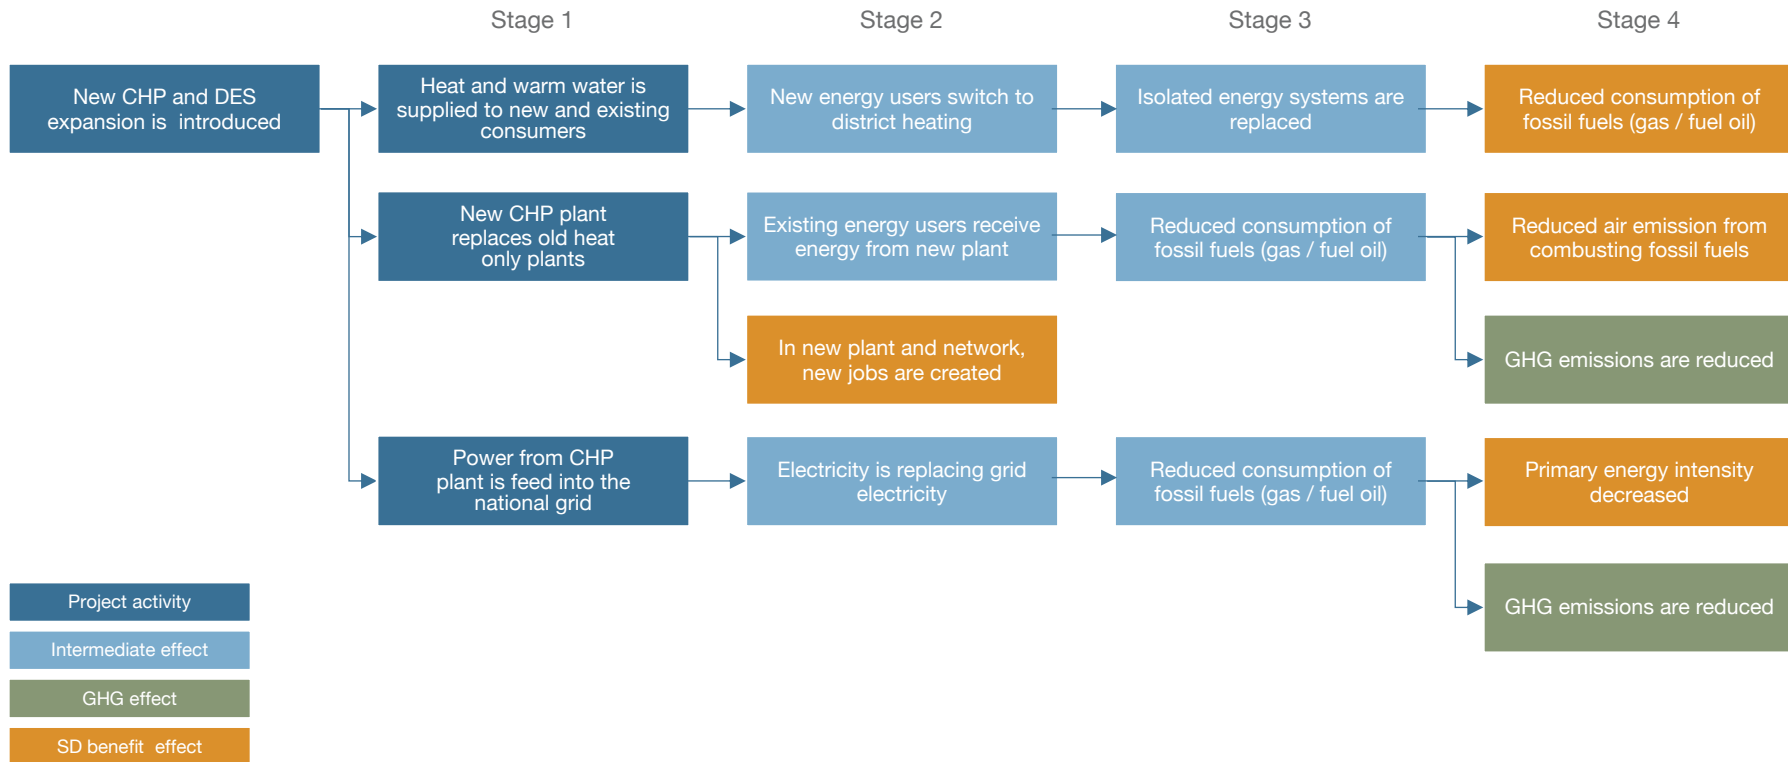 Stage 1
Stage 2
Stage 3
Stage 4
New CHP and DES
expansion is introduced
Heat and warm water is
supplied to new and existing
consumers
New energy users switch to
district heating
Isolated energy systems are
replaced
Reduced consumption of
fossil fuels (gas / fuel oil)
New CHP plant
replaces old heat
only plants
Existing energy users receive
energy from new plant
Reduced consumption of
fossil fuels (gas / fuel oil)
Reduced air emission from
combusting fossil fuels
In new plant and network,
new jobs are created
GHG emissions are reduced
Power from CHP
plant is feed into the
national grid
Electricity is replacing grid
electricity
Reduced consumption of
fossil fuels (gas / fuel oil)
Primary energy intensity
decreased
GHG emissions are reduced
Project activity
Intermediate effect
GHG effect
SD benefit effect